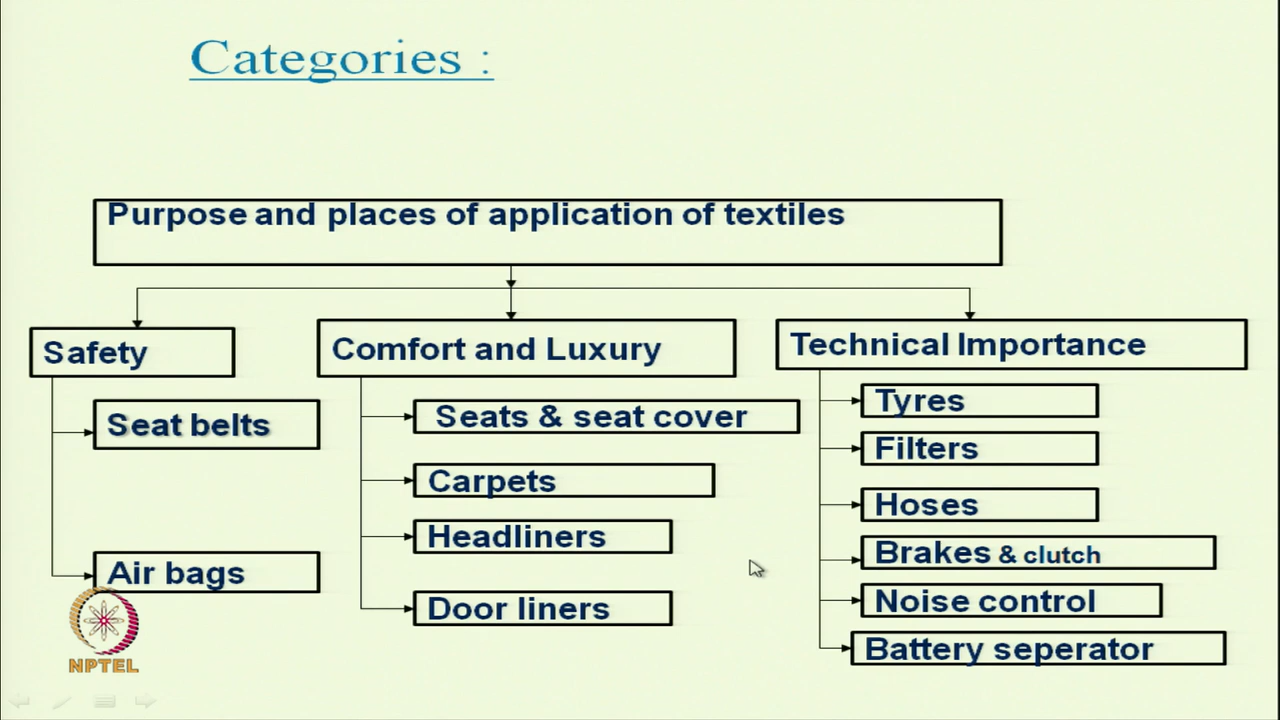 Categories :
Purpose and places of application of textiles
Safety
Seat belts
Air bags
Comfort and Luxury
Seats & seat cover
Carpets
Headliners
Door liners
Technical Importance
Tyres
Filters
Hoses
Brakes & clutch
Noise control
Battery seperator
NPTEL